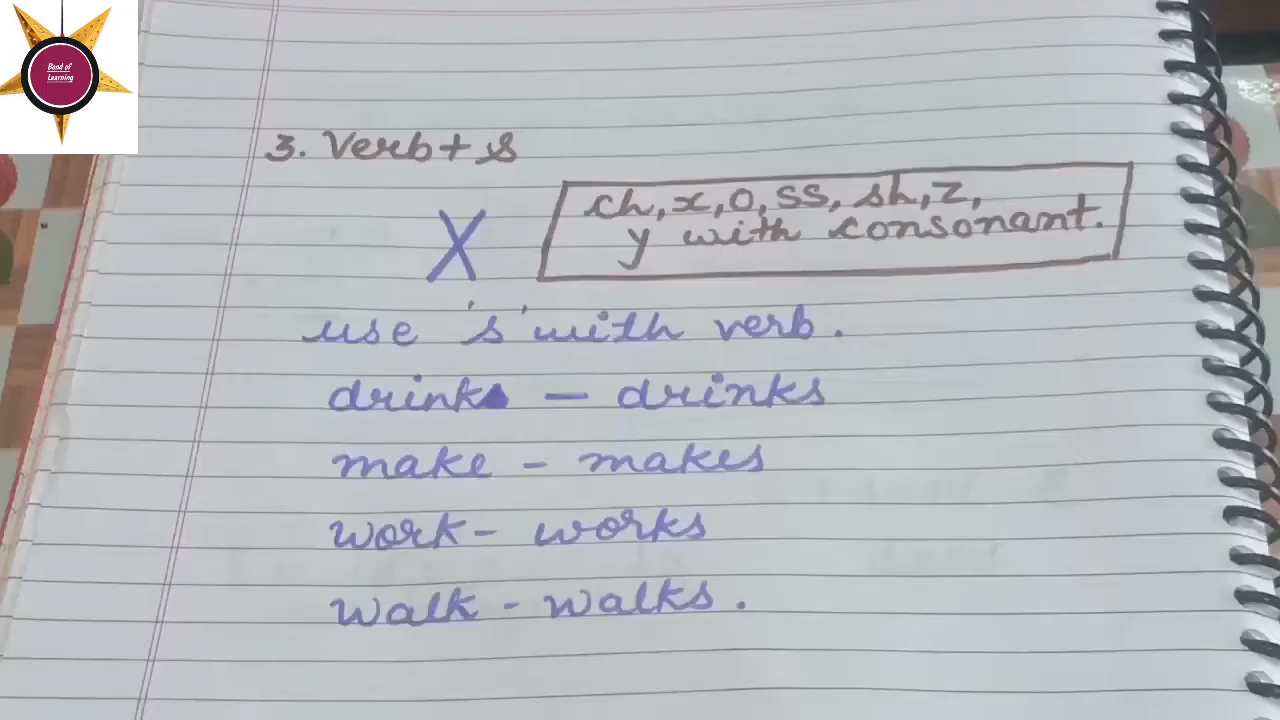 Bond of
Learning
3. Verb + s
X
ch, x, o, ss, sh, z,
y with consonant.
use 's' with verb.
drink — drinks
make - makes
work - works
walk - walks.